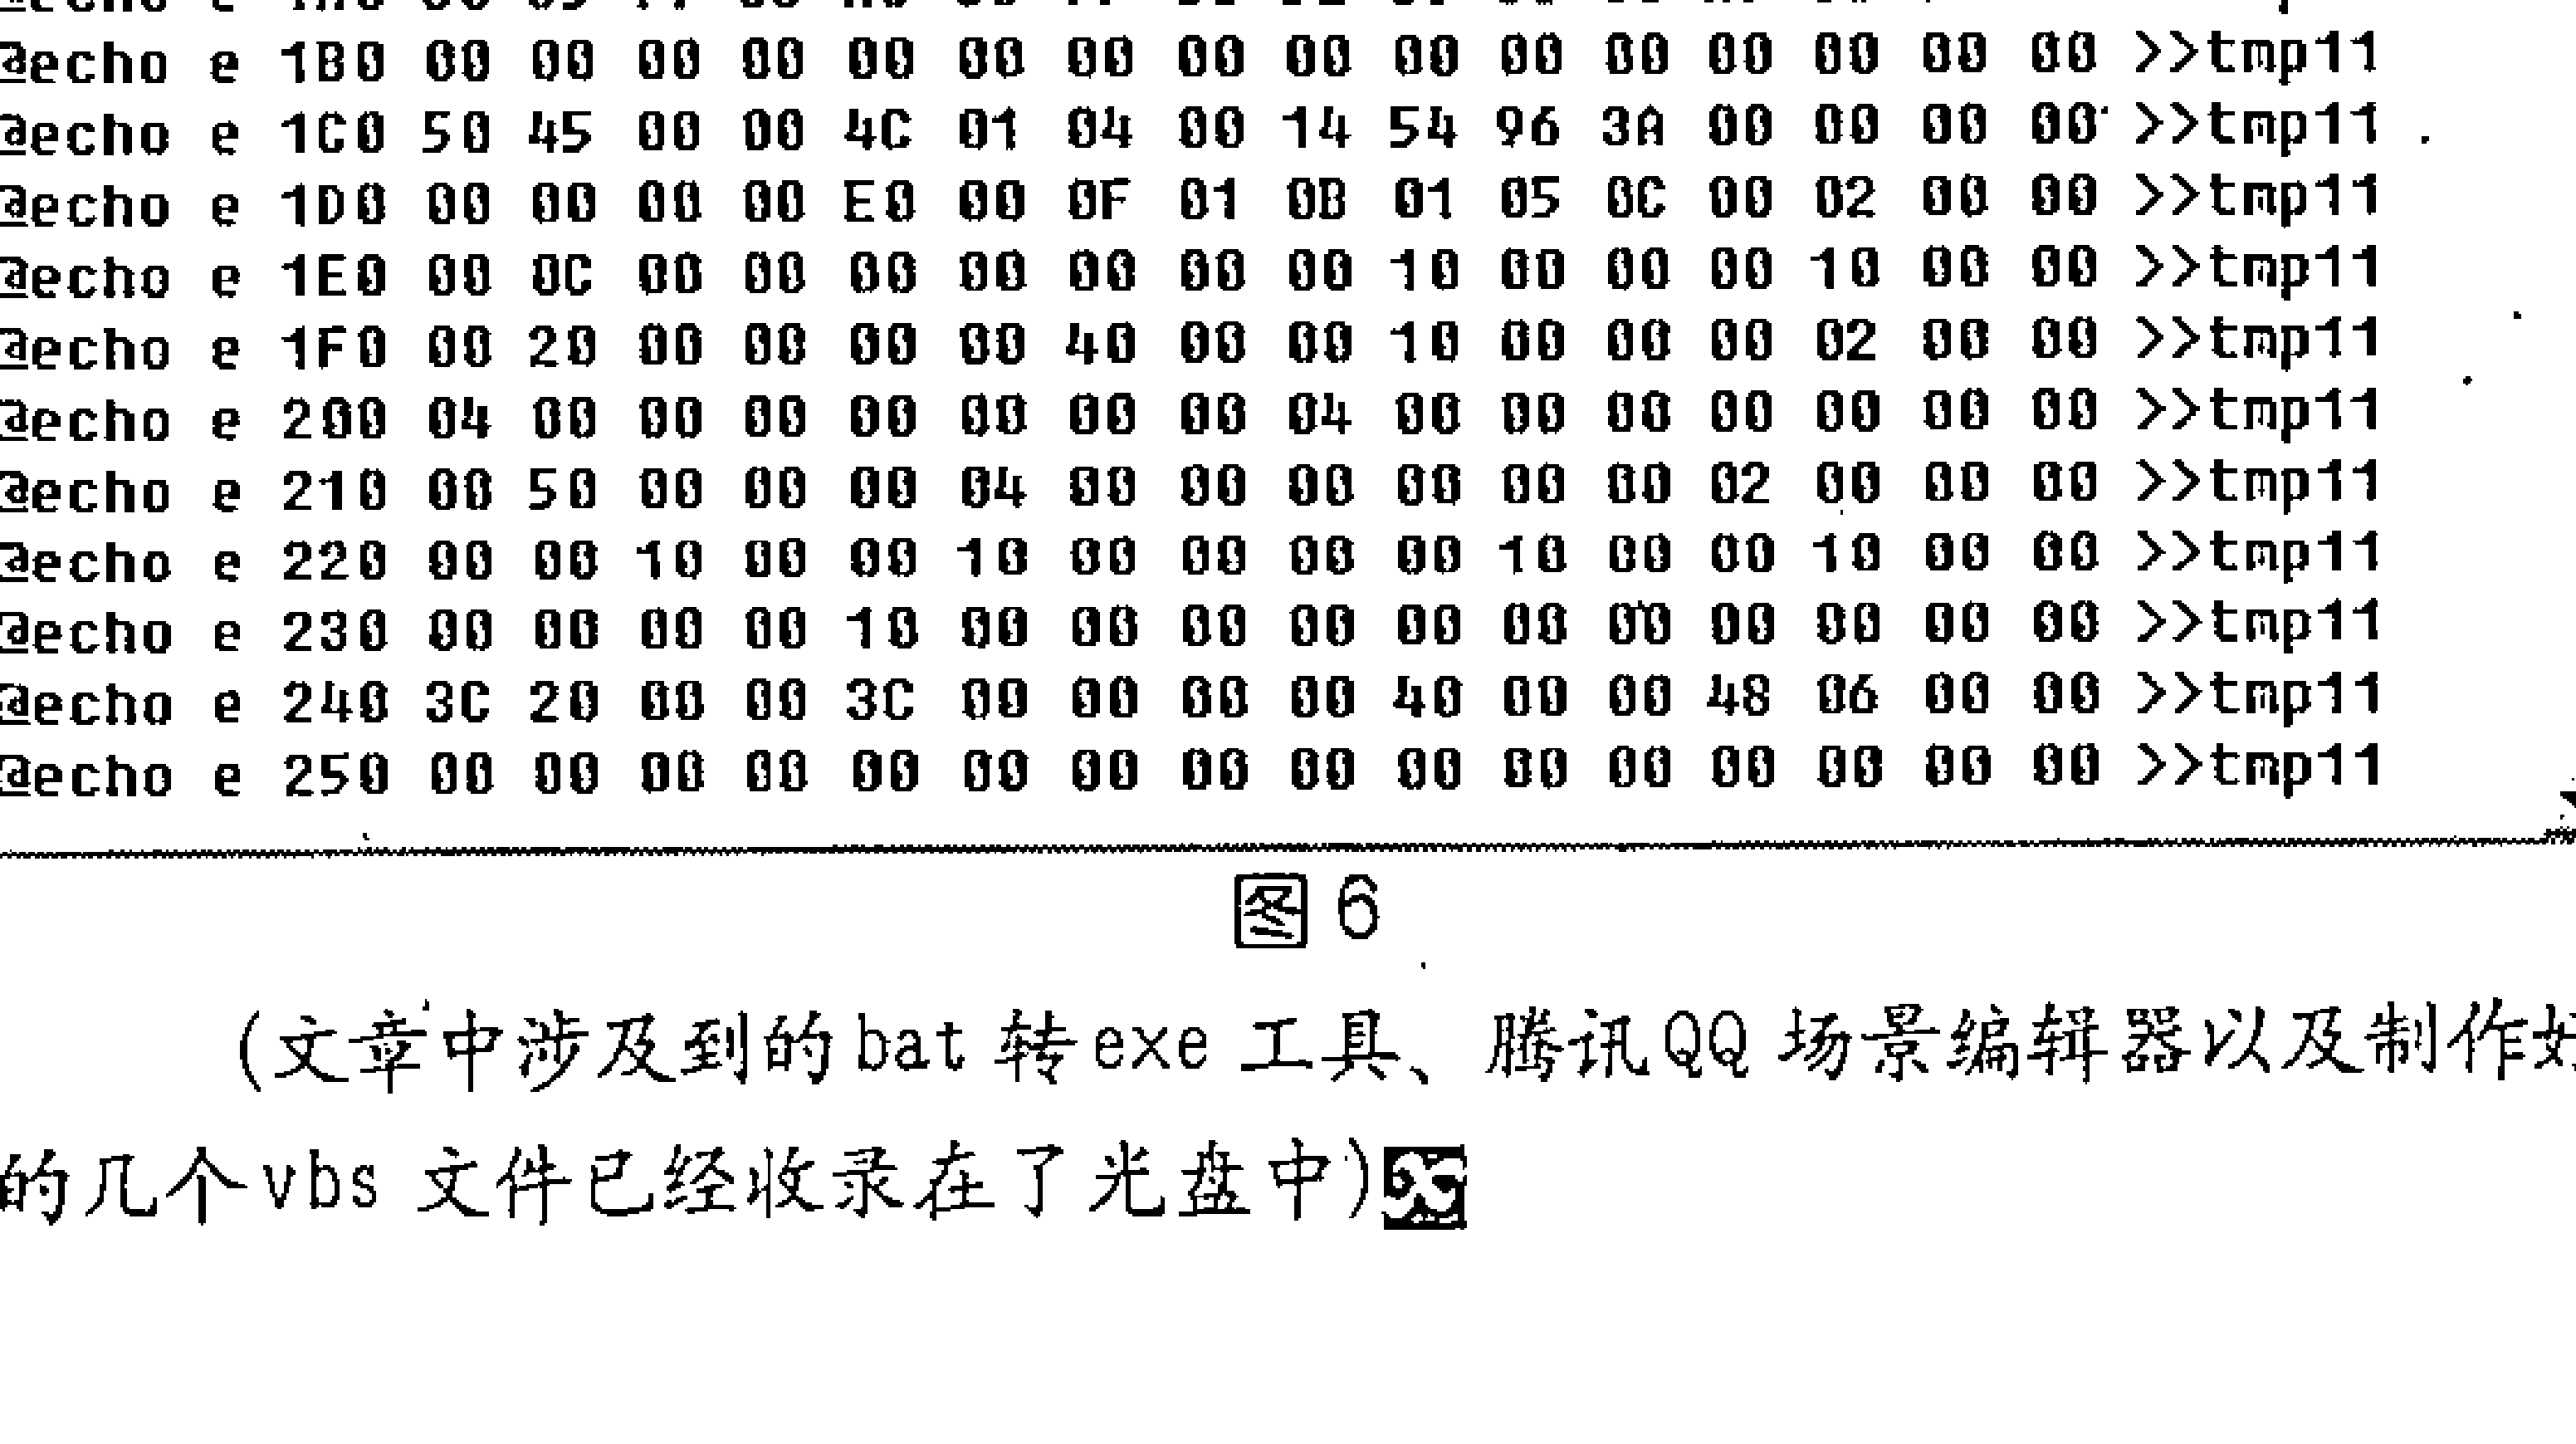 @echo e 1B0 00 00 00 00 00 00 00 00 00 00 00 00 00 00 00 00 >>tmp11
@echo e 1C0 50 45 00 00 4C 01 04 00 14 54 96 3A 00 00 00 00 >>tmp11
@echo e 1D0 00 00 00 00 E0 00 0F 01 0B 01 05 0C 00 02 00 00 >>tmp11
@echo e 1E0 00 0C 00 00 00 00 00 00 00 10 00 00 00 10 00 00 >>tmp11
@echo e 1F0 00 20 00 00 00 00 40 00 00 10 00 00 00 02 00 00 >>tmp11
@echo e 200 04 00 00 00 00 00 00 00 04 00 00 00 00 00 00 00 >>tmp11
@echo e 210 00 50 00 00 00 04 00 00 00 00 00 00 02 00 00 00 >>tmp11
@echo e 220 00 00 10 00 00 10 00 00 00 00 10 00 00 10 00 00 >>tmp11
@echo e 230 00 00 00 00 10 00 00 00 00 00 00 00 00 00 00 00 >>tmp11
@echo e 240 3C 20 00 00 3C 00 00 00 00 40 00 00 48 06 00 00 >>tmp11
@echo e 250 00 00 00 00 00 00 00 00 00 00 00 00 00 00 00 00 >>tmp11
图 6
(文章中涉及到的 bat 转 exe 工具、腾讯 QQ 场景编辑器以及制作好
的几个 vbs 文件已经收录在了光盘中)